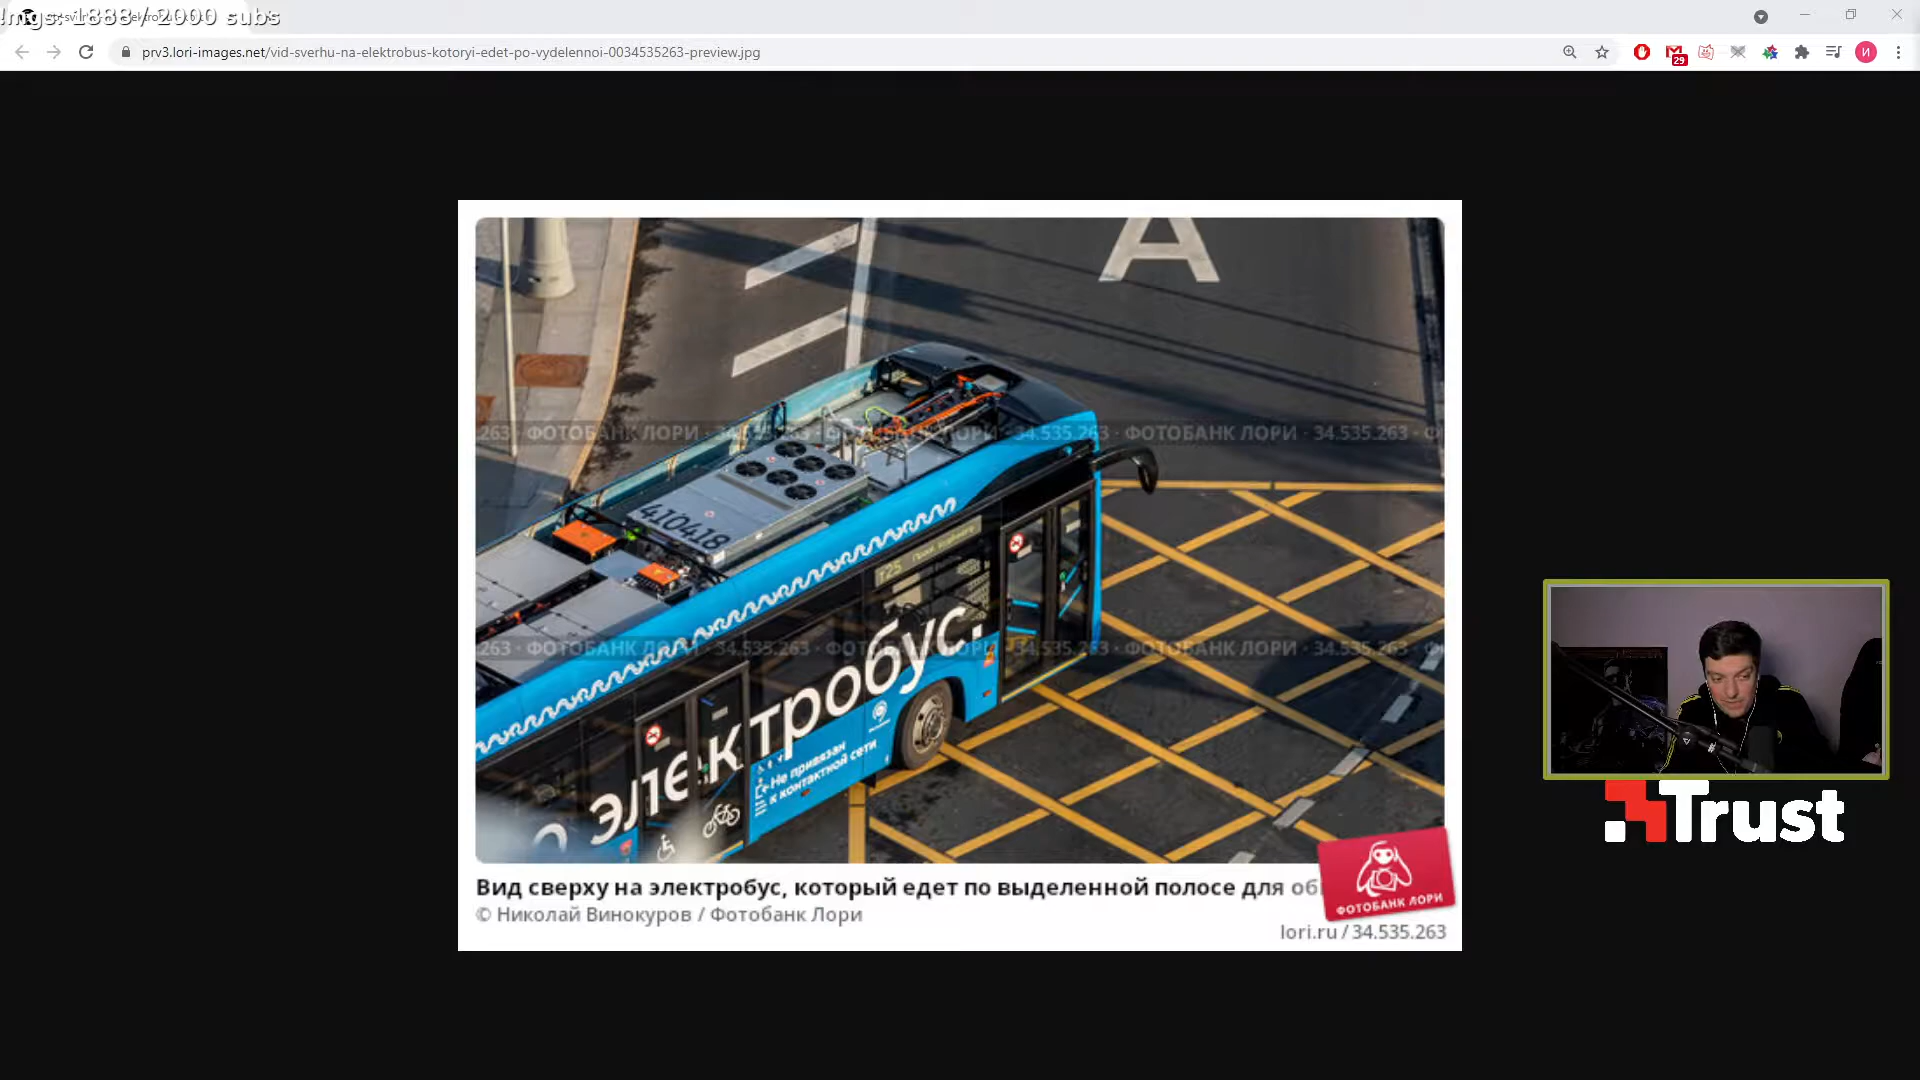 !mgs: 1888 / 2000 subs
prv3.lori-images.net/vid-sverhu-na-elektrobus-kotoryi-edet-po-vydelennoi-0034535263-preview.jpg
29
И
A
.263 · ФОТОБАНК ЛОРИ · 34.535.263 · ФОТОБАНК ЛОРИ · 34.535.263 · ФОТОБАНК ЛОРИ · 34.535.263 · Ф
410418
т25
.263 · ФОТОБАНК ЛОРИ · 34.535.263 · ФОТОБАНК ЛОРИ · 34.535.263 · ФОТОБАНК ЛОРИ · 34.535.263 · Ф
электробус.
Не привязан
к контактной сети
Trust
Вид сверху на электробус, который едет по выделенной полосе для об
ФОТОБАНК ЛОРИ
© Николай Винокуров / Фотобанк Лори
lori.ru / 34.535.263